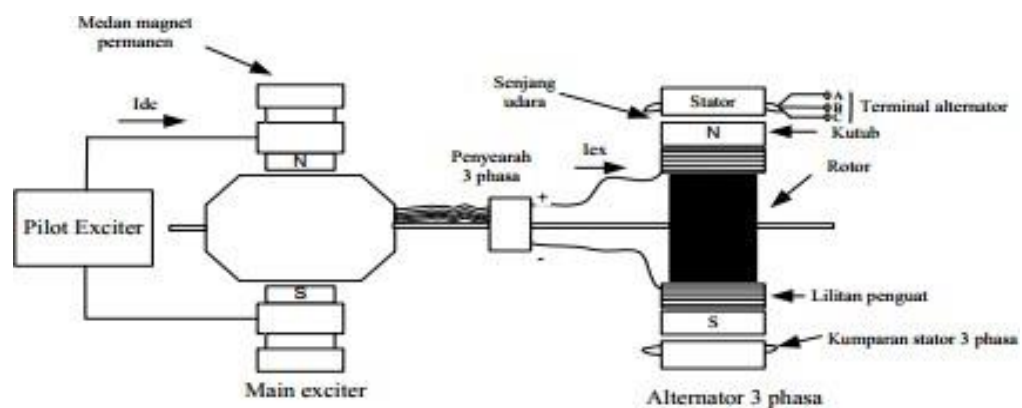 Medan magnet
permanen
Idc
N
Pilot Exciter
S
Main exciter
Penyearah
3 phasa
+
-
Iex
Senjang
udara
Stator
A
B
C
Terminal alternator
N
Kutub
Rotor
Lilitan penguat
S
Kumparan stator 3 phasa
Alternator 3 phasa